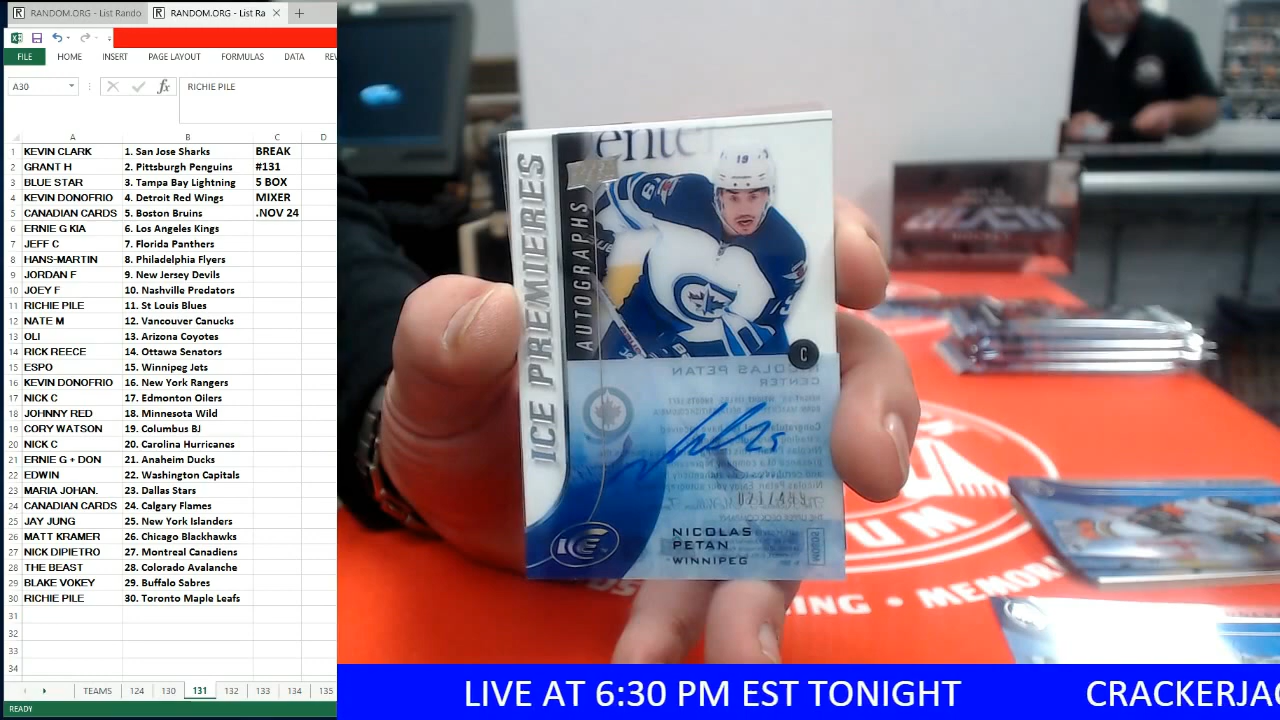 RANDOM.ORG - List Rando
RANDOM.ORG - List Ra
FILE HOME INSERT PAGE LAYOUT FORMULAS DATA
A30 fx RICHIE PILE
A B C D
1 KEVIN CLARK 1. San Jose Sharks BREAK
2 GRANT H 2. Pittsburgh Penguins #131
3 BLUE STAR 3. Tampa Bay Lightning 5 BOX
4 KEVIN DONOFRIO 4. Detroit Red Wings MIXER
5 CANADIAN CARDS 5. Boston Bruins .NOV 24
6 ERNIE G KIA 6. Los Angeles Kings
7 JEFF C 7. Florida Panthers
8 HANS-MARTIN 8. Philadelphia Flyers
9 JORDAN F 9. New Jersey Devils
10 JOEY F 10. Nashville Predators
11 RICHIE PILE 11. St Louis Blues
12 NATE M 12. Vancouver Canucks
13 OLI 13. Arizona Coyotes
14 RICK REECE 14. Ottawa Senators
15 ESPO 15. Winnipeg Jets
16 KEVIN DONOFRIO 16. New York Rangers
17 NICK C 17. Edmonton Oilers
18 JOHNNY RED 18. Minnesota Wild
19 CORY WATSON 19. Columbus BJ
20 NICK C 20. Carolina Hurricanes
21 ERNIE G + DON 21. Anaheim Ducks
22 EDWIN 22. Washington Capitals
23 MARIA JOHAN. 23. Dallas Stars
24 CANADIAN CARDS 24. Calgary Flames
25 JAY JUNG 25. New York Islanders
26 MATT KRAMER 26. Chicago Blackhawks
27 NICK DIPIETRO 27. Montreal Canadiens
28 THE BEAST 28. Colorado Avalanche
29 BLAKE VOKEY 29. Buffalo Sabres
30 RICHIE PILE 30. Toronto Maple Leafs
31
32
33
34
TEAMS 124 130 131 132 133 134 135
READY
ICE PREMIERES
AUTOGRAPHS
19
C
NICOLAS PETAN
CENTER
NICOLAS
PETAN
WINNIPEG
ICE
BLACK
UM
ING • MEMOR
LIVE AT 6:30 PM EST TONIGHT CRACKERJAC